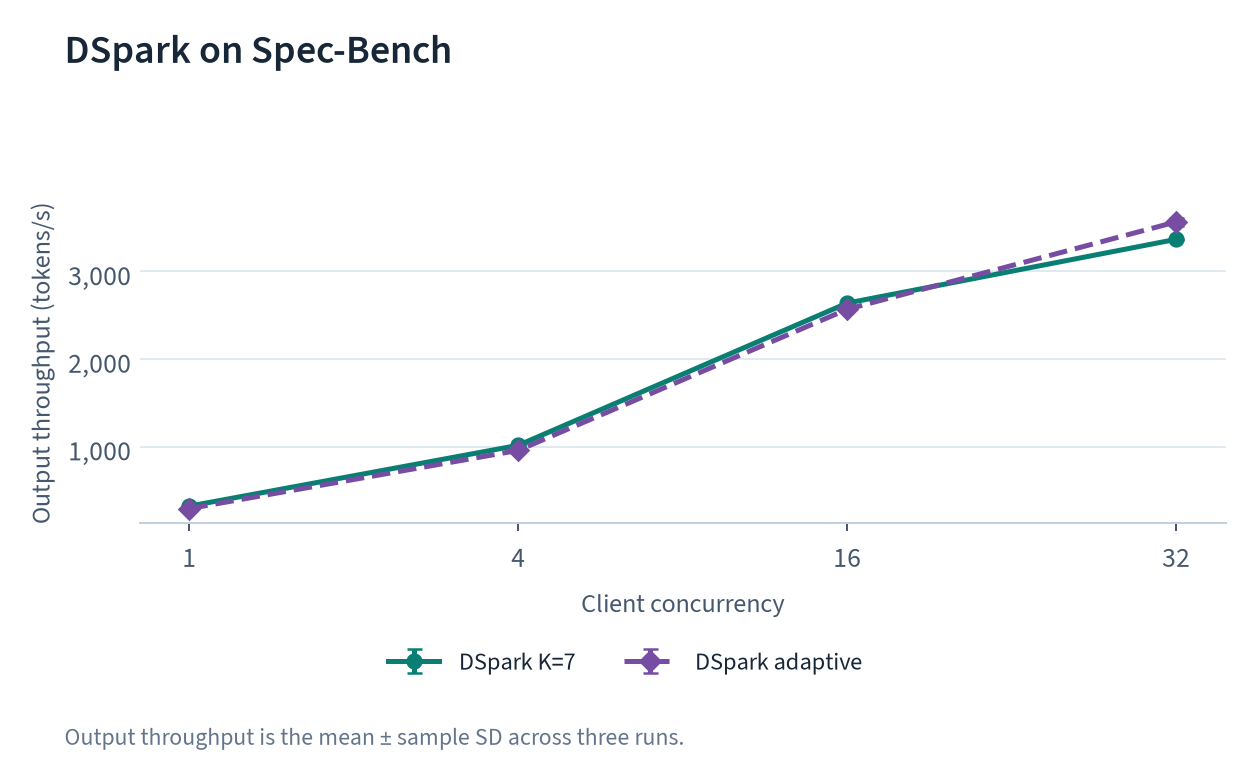 DSpark on Spec-Bench
Output throughput (tokens/s)
3,000
2,000
1,000
1 4 16 32
Client concurrency
DSpark K=7 DSpark adaptive
Output throughput is the mean ± sample SD across three runs.